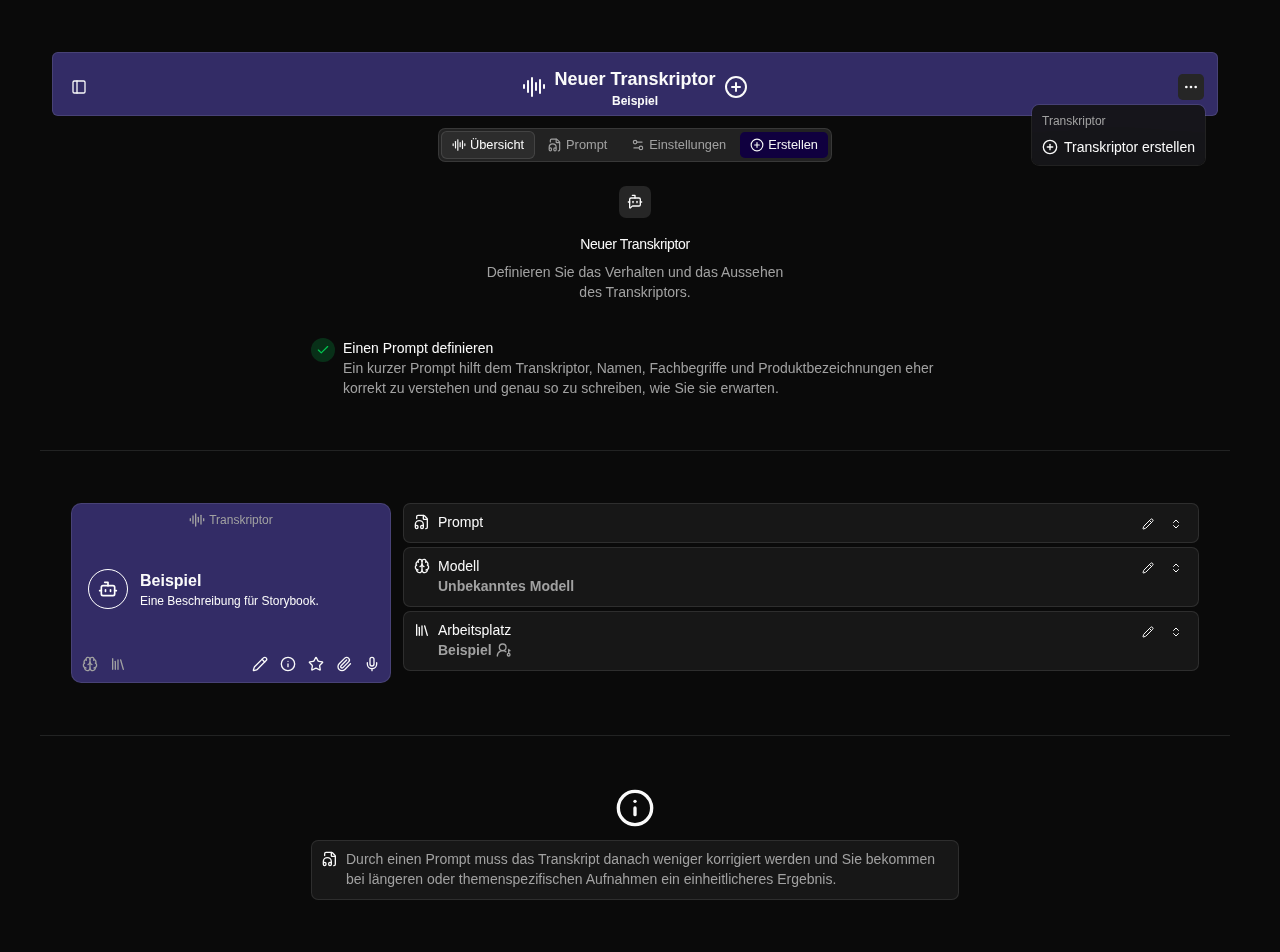 Neuer Transkriptor
Beispiel
Transkriptor
Transkriptor erstellen
Übersicht
Prompt
Einstellungen
Erstellen
Neuer Transkriptor
Definieren Sie das Verhalten und das Aussehen
des Transkriptors.
Einen Prompt definieren
Ein kurzer Prompt hilft dem Transkriptor, Namen, Fachbegriffe und Produktbezeichnungen eher
korrekt zu verstehen und genau so zu schreiben, wie Sie sie erwarten.
Transkriptor
Beispiel
Eine Beschreibung für Storybook.
Prompt
Modell
Unbekanntes Modell
Arbeitsplatz
Beispiel
Durch einen Prompt muss das Transkript danach weniger korrigiert werden und Sie bekommen
bei längeren oder themenspezifischen Aufnahmen ein einheitlicheres Ergebnis.